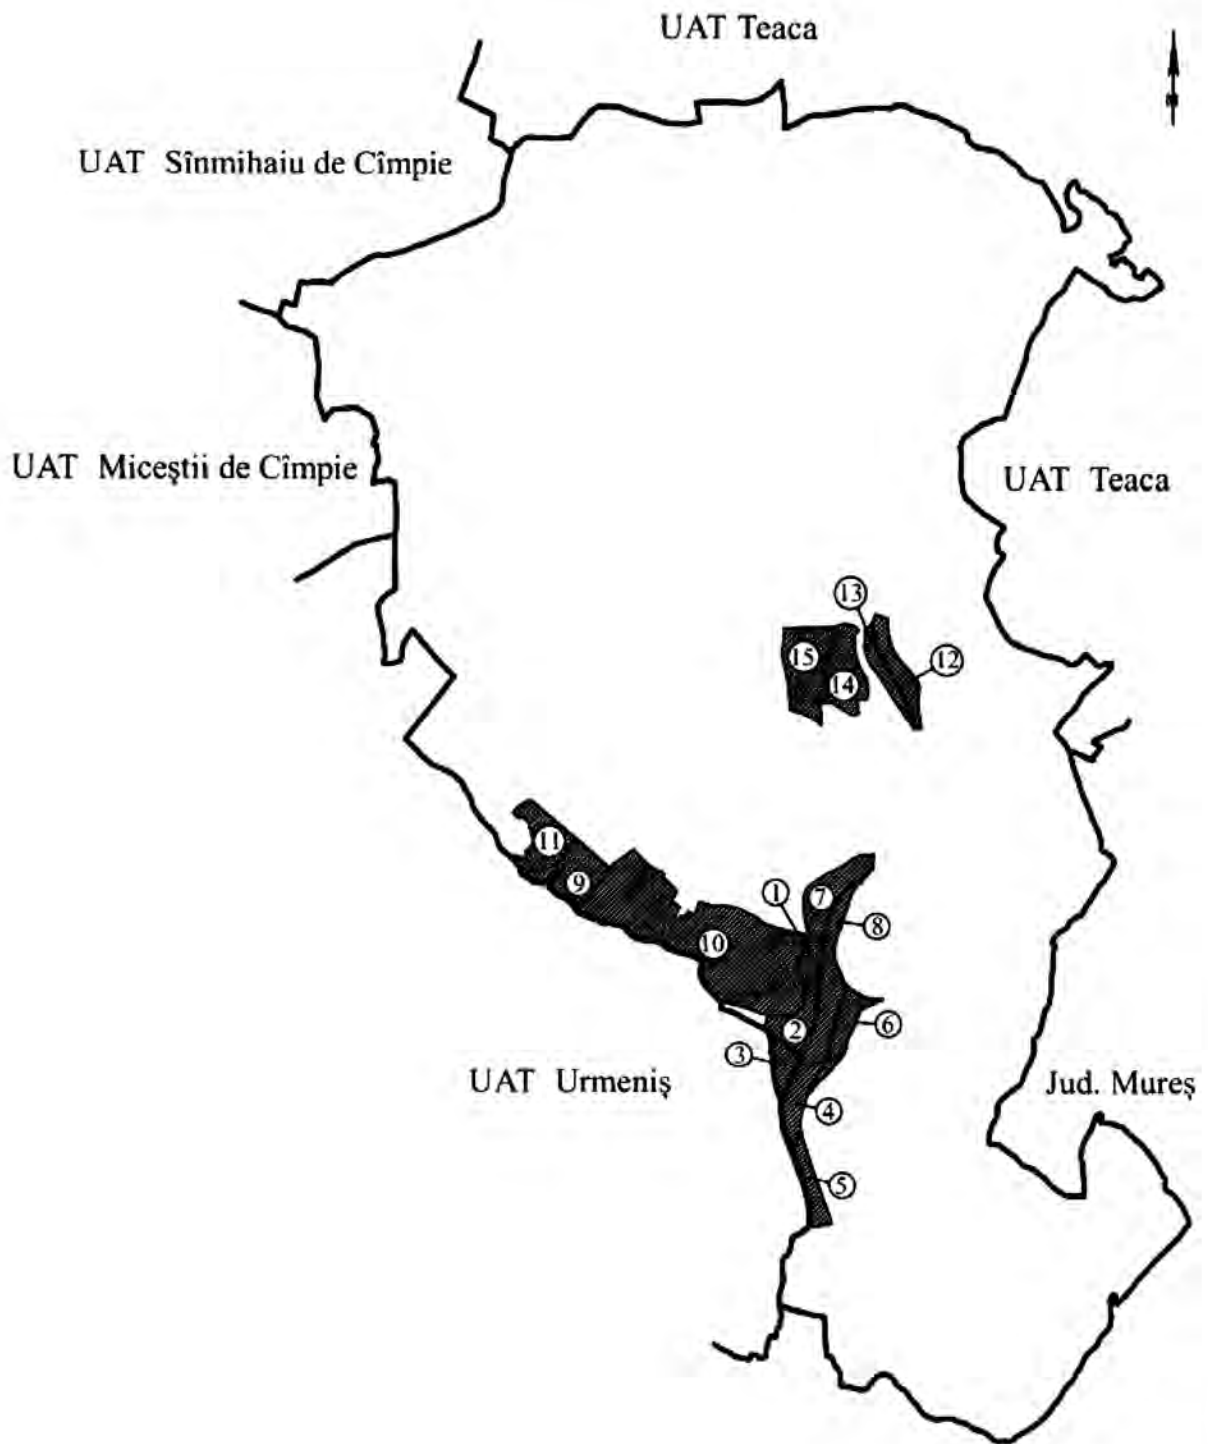 UAT Teaca
UAT Sînmihaiu de Cîmpie
UAT Miceştii de Cîmpie
UAT Teaca
13
15
12
14
11
9
1
7
8
10
2
6
3
UAT Urmeniş
Jud. Mureş
4
5